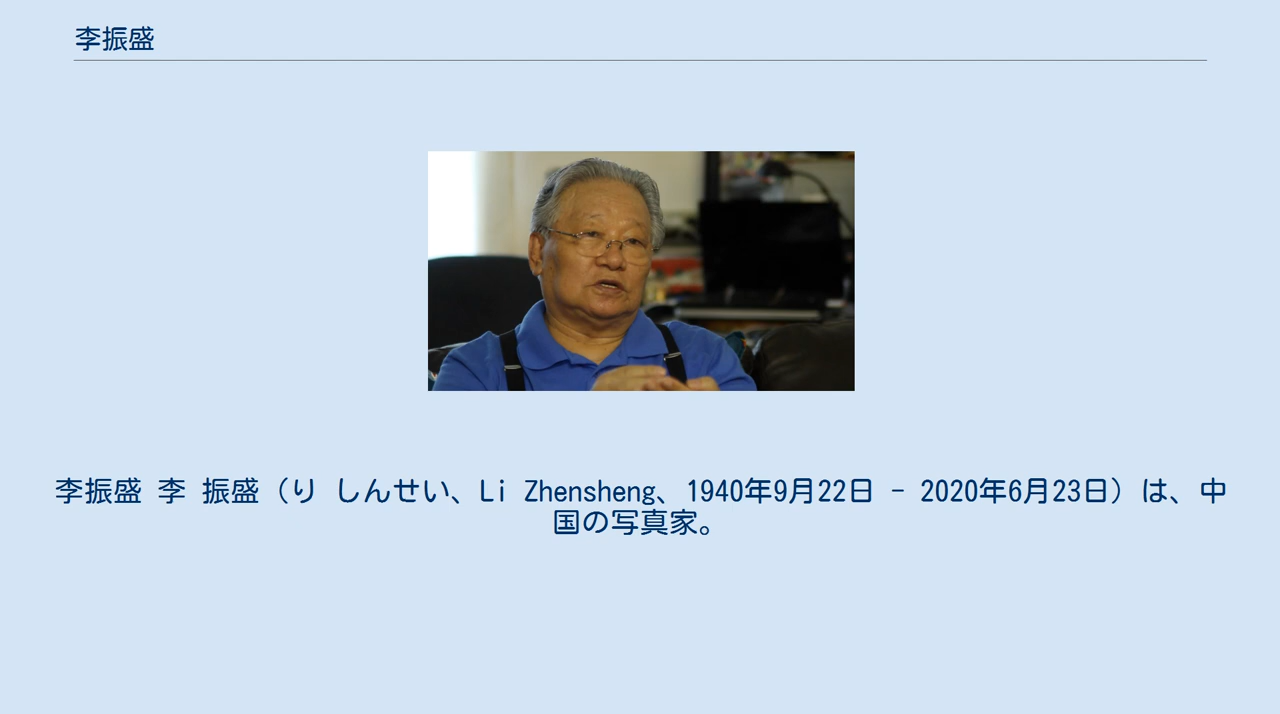 李振盛
李振盛 李 振盛（り しんせい、Li Zhensheng、1940年9月22日 - 2020年6月23日）は、中
国の写真家。